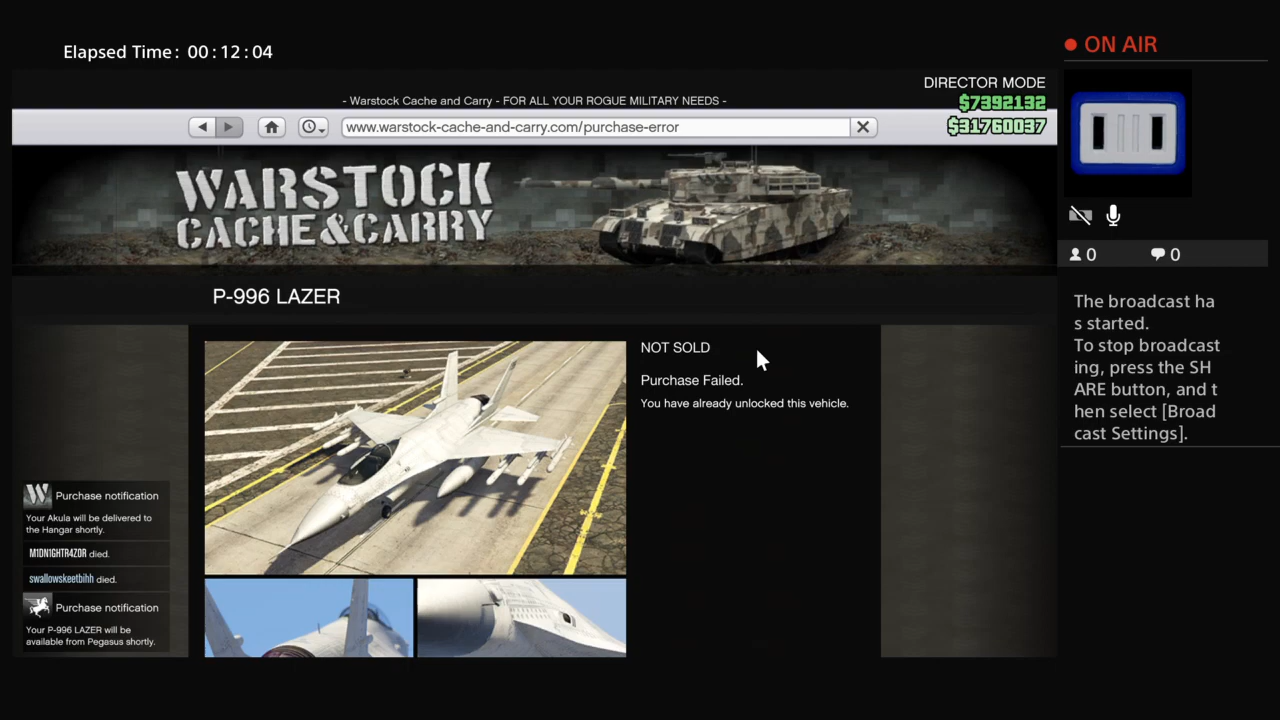 Elapsed Time: 00:12:04
ON AIR
DIRECTOR MODE
$7392132
$31760037
- Warstock Cache and Carry - FOR ALL YOUR ROGUE MILITARY NEEDS -
www.warstock-cache-and-carry.com/purchase-error
WARSTOCK
CACHE&CARRY
P-996 LAZER
NOT SOLD
Purchase Failed.
You have already unlocked this vehicle.
Purchase notification
Your Akula will be delivered to
the Hangar shortly.
M1DN1GHTR4Z0R died.
swallowskeetbihh died.
Purchase notification
Your P-996 LAZER will be
available from Pegasus shortly.
0
0
The broadcast ha
s started.
To stop broadcast
ing, press the SH
ARE button, and t
hen select [Broad
cast Settings].